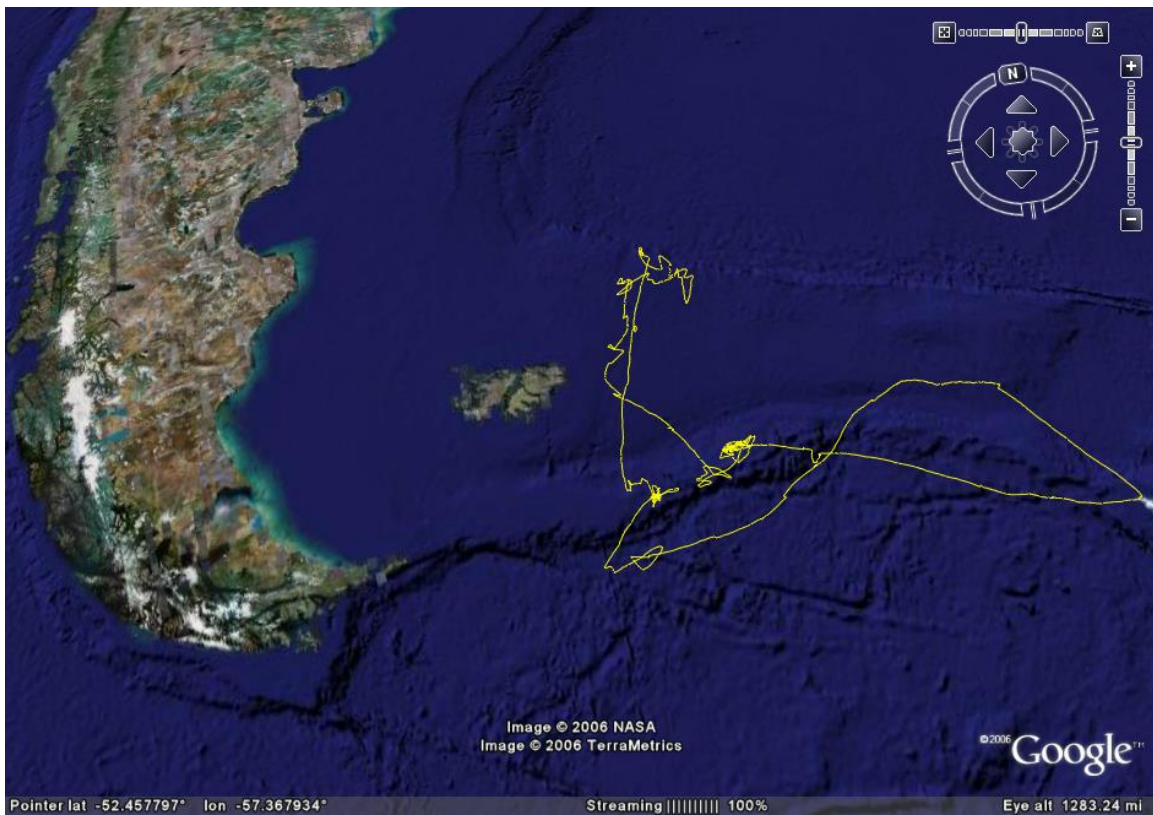 N
Image © 2006 NASA
Image © 2006 TerraMetrics
©2006 Google™
Pointer lat -52.457797° lon -57.367934° Streaming |||||||||| 100% Eye alt 1283.24 mi